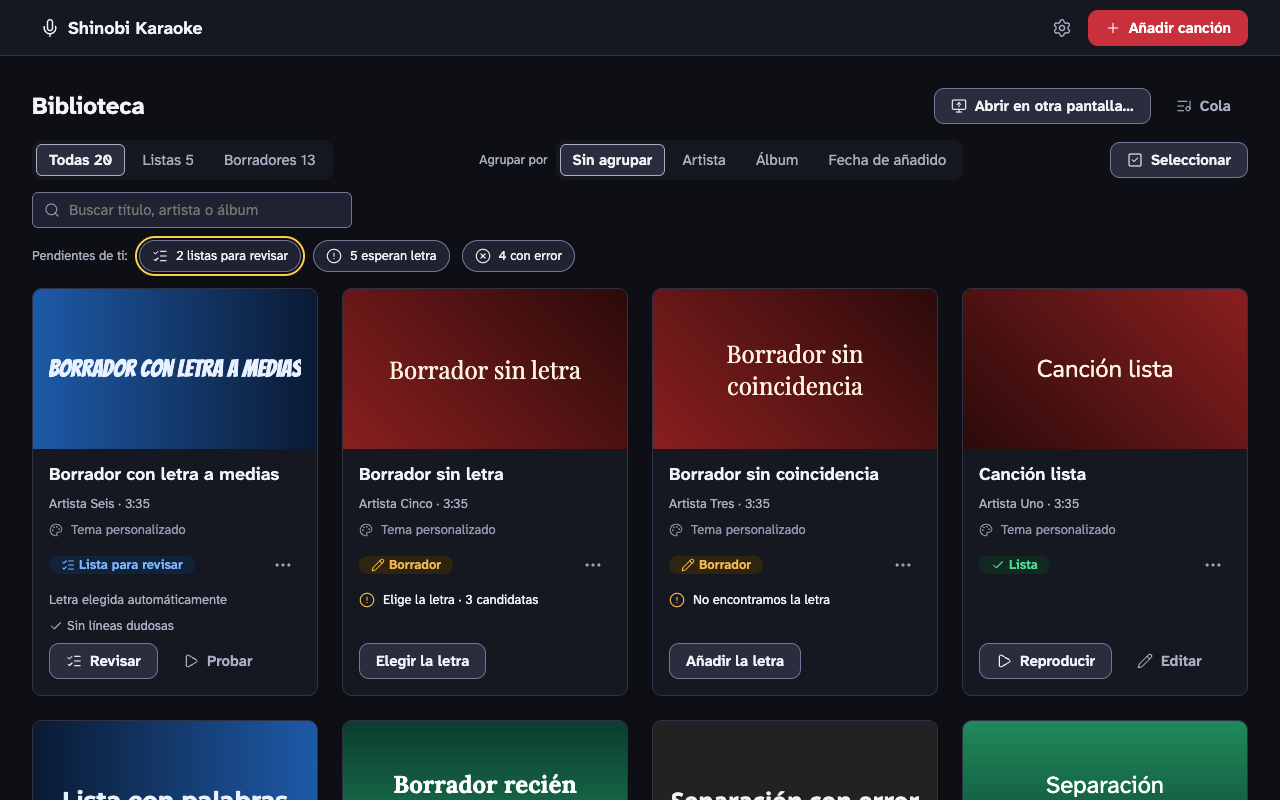 Shinobi Karaoke
Añadir canción
Biblioteca
Abrir en otra pantalla...
Cola
Todas 20
Listas 5
Borradores 13
Agrupar por
Sin agrupar
Artista
Álbum
Fecha de añadido
Seleccionar
Buscar título, artista o álbum
Pendientes de ti:
2 listas para revisar
5 esperan letra
4 con error
BORRADOR CON LETRA A MEDIAS
Borrador con letra a medias
Artista Seis · 3:35
Tema personalizado
Lista para revisar
Letra elegida automáticamente
Sin líneas dudosas
Revisar
Probar
Borrador sin letra
Borrador sin letra
Artista Cinco · 3:35
Tema personalizado
Borrador
Elige la letra · 3 candidatas
Elegir la letra
Borrador sin
coincidencia
Borrador sin coincidencia
Artista Tres · 3:35
Tema personalizado
Borrador
No encontramos la letra
Añadir la letra
Canción lista
Canción lista
Artista Uno · 3:35
Tema personalizado
Lista
Reproducir
Editar
Lista con palabras
Borrador recién
Separación con error
Separación